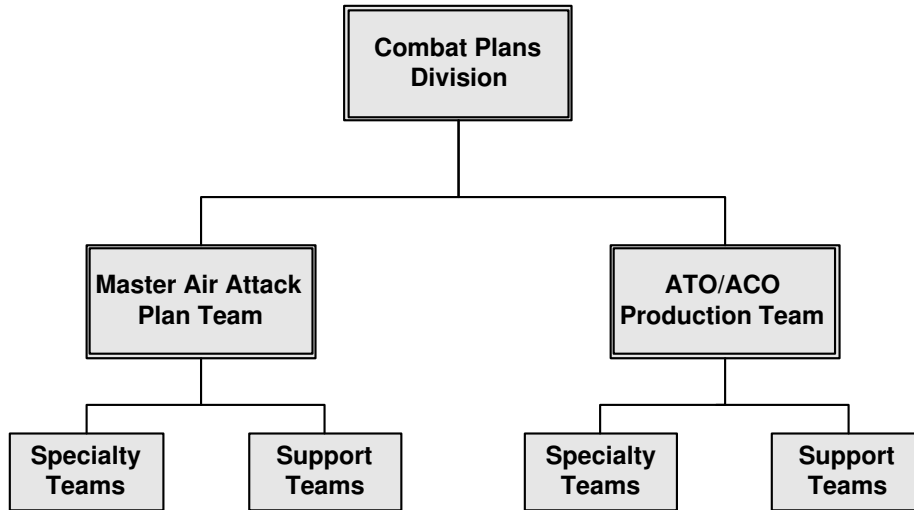 Combat Plans
Division
Master Air Attack
Plan Team
ATO/ACO
Production Team
Specialty
Teams
Support
Teams
Specialty
Teams
Support
Teams